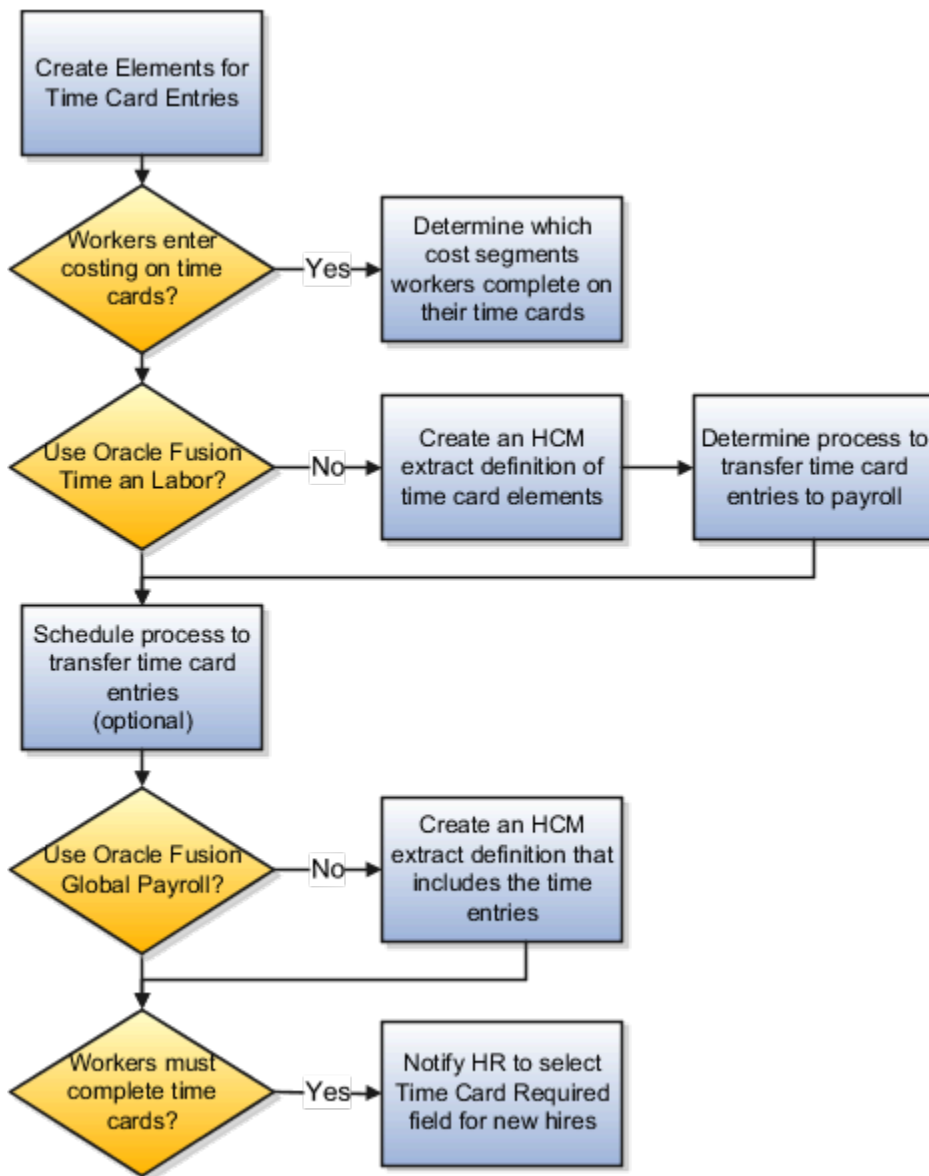 Create Elements for
Time Card Entries
Workers enter
costing on time
cards?
Yes
Determine which
cost segments
workers complete on
their time cards
Use Oracle Fusion
Time an Labor?
No
Create an HCM
extract definition of
time card elements
Determine process to
transfer time card
entries to payroll
Schedule process to
transfer time card
entries
(optional)
Use Oracle Fusion
Global Payroll?
No
Create an HCM
extract definition that
includes the time
entries
Workers must
complete time
cards?
Yes
Notify HR to select
Time Card Required
field for new hires